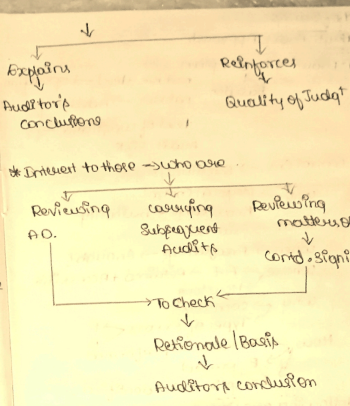 Explains Reinforces
Auditor's Quality of Judgt
conclusions
* Interest to those → who are
Reviewing carrying Reviewing
AD. Subsequent matters,
Audits
Contd. Signi
To Check
Rationale / Basis
Auditors conclusion